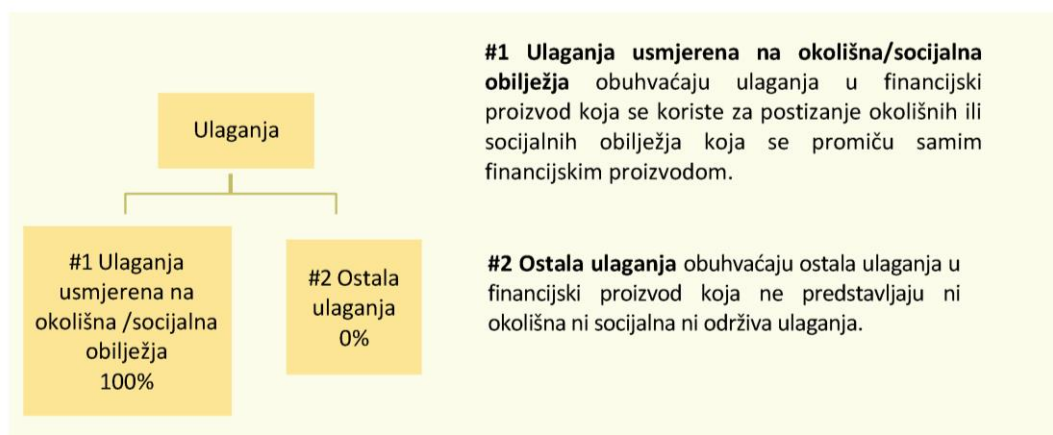 Ulaganja
#1 Ulaganja
usmjerena na
okolišna /socijalna
obilježja
100%
#2 Ostala
ulaganja
0%
#1 Ulaganja usmjerena na okolišna/socijalna
obilježja obuhvaćaju ulaganja u financijski
proizvod koja se koriste za postizanje okolišnih ili
socijalnih obilježja koja se promiču samim
financijskim proizvodom.
#2 Ostala ulaganja obuhvaćaju ostala ulaganja u
financijski proizvod koja ne predstavljaju ni
okolišna ni socijalna ni održiva ulaganja.